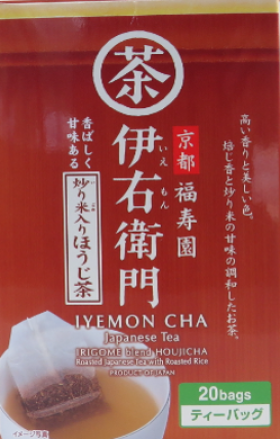 茶
高い香りと美しい色。
焙じ香と炒り米の甘味の調和したお茶。
京都 福寿園
伊右衛門
いえもん
香ばしく
甘味ある
炒り米入りほうじ茶
IYEMON CHA
Japanese Tea
IRIGOME blend HOUJICHA
Roasted Japanese Tea with Roasted Rice
PRODUCT OF JAPAN
20bags
ティーバッグ
イメージ写真